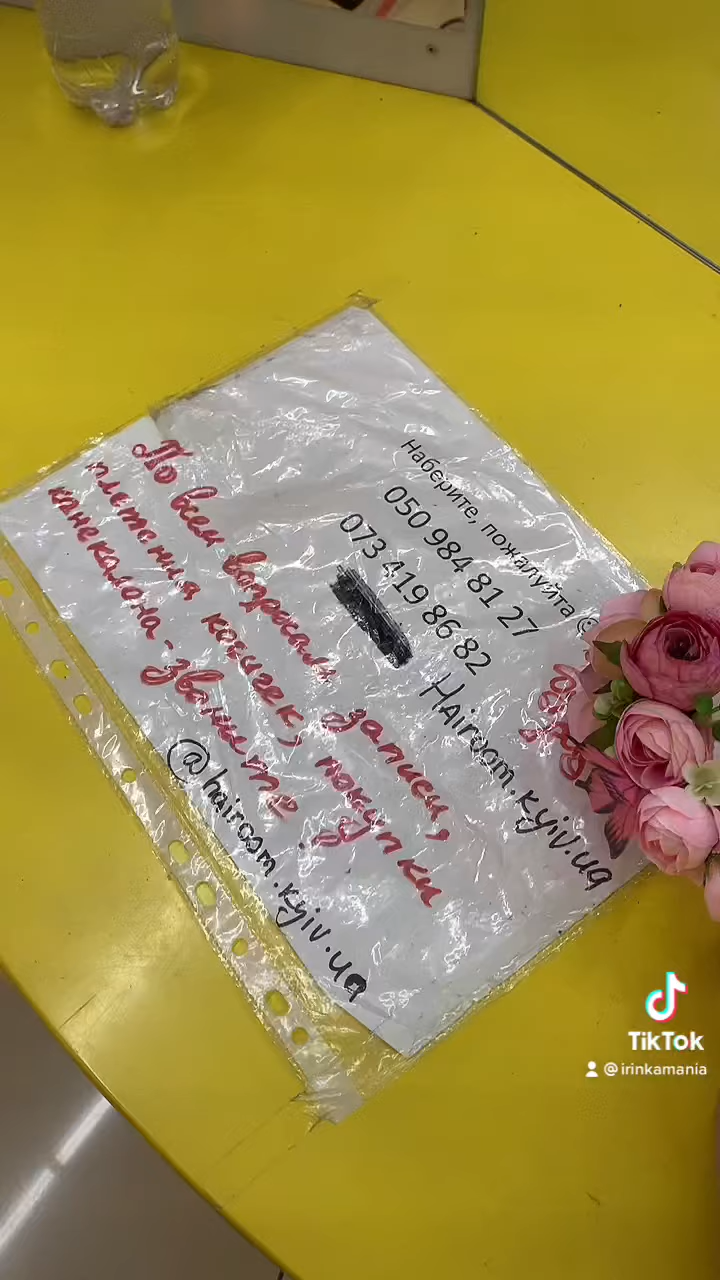 Наберите, пожалуйста
050 984 81 27
073 419 86 82
Hairoom.kyiv.ua
По всем вопросам записи,
плетения косичек, покупки
канекалона - звоните
@hairoom.kyiv.ua
TikTok
@irinkamania